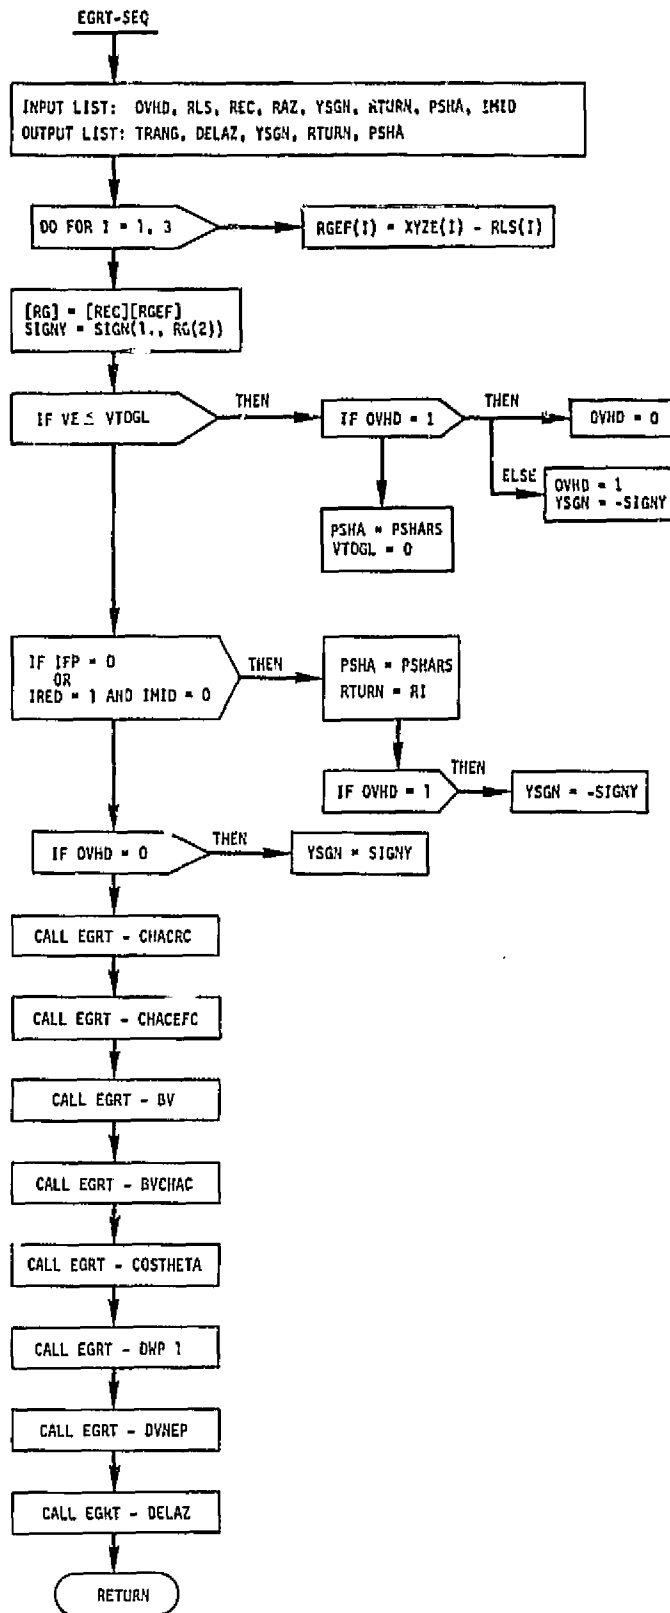 EGRT-SEQ
INPUT LIST: OVHD, RLS, REC, RAZ, YSGN, RTURN, PSHA, IMID
OUTPUT LIST: TRANG, DELAZ, YSGN, RTURN, PSHA
DO FOR I = 1, 3
RGEF(I) = XYZE(I) - RLS(I)
[RG] = [REC][RGEF]
SIGNY = SIGN(1., RG(2))
IF VE ≤ VTOGL
THEN
IF OVHD = 1
THEN
OVHD = 0
ELSE
OVHD = 1
YSGN = -SIGNY
PSHA = PSHARS
VTOGL = 0
IF IFP = 0
OR
IRED = 1 AND IMID = 0
THEN
PSHA = PSHARS
RTURN = RI
IF OVHD = 1
THEN
YSGN = -SIGNY
IF OVHD = 0
THEN
YSGN = SIGNY
CALL EGRT - CHACRC
CALL EGRT - CHACEFC
CALL EGRT - BV
CALL EGRT - BVCHAC
CALL EGRT - COSTHETA
CALL EGRT - DWP 1
CALL EGRT - DVNEP
CALL EGRT - DELAZ
RETURN